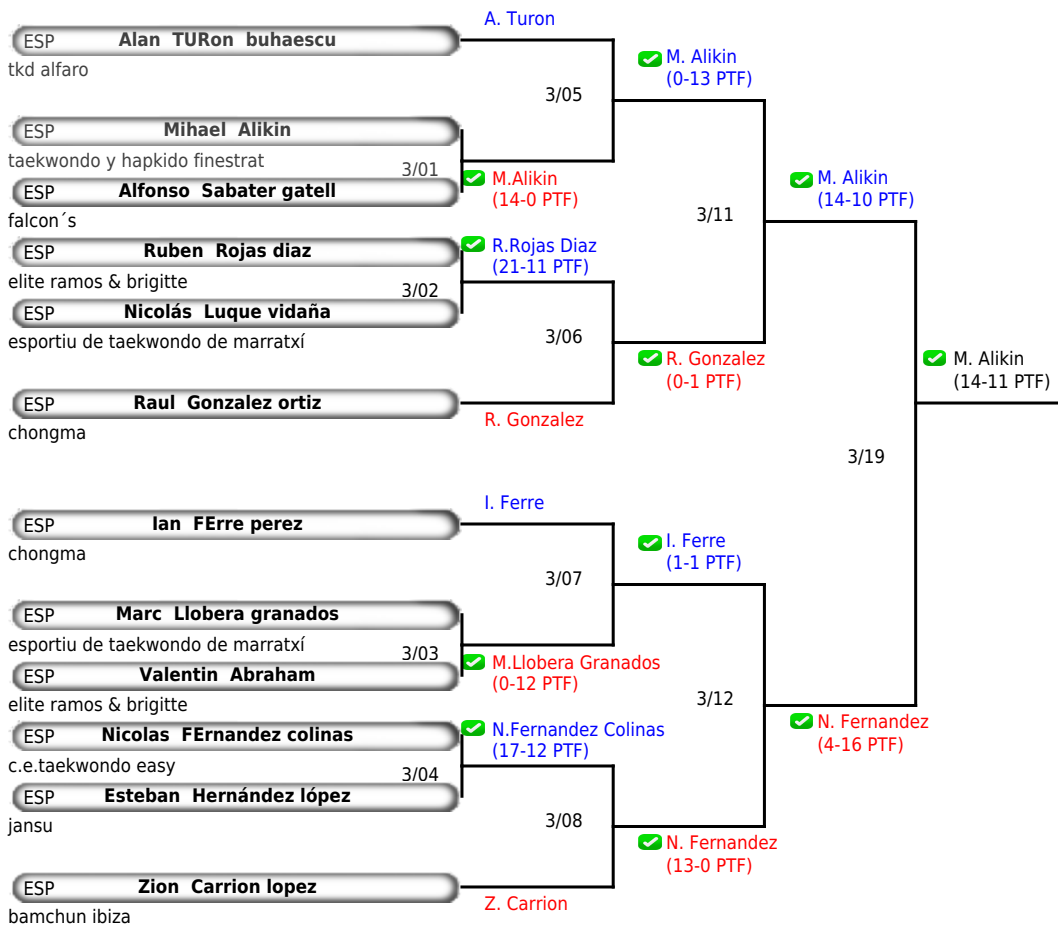 A. Turon
ESP Alan TURon buhaescu
tkd alfaro
M. Alikin
(0-13 PTF)
3/05
ESP Mihael Alikin
taekwondo y hapkido finestrat
3/01
M.Alikin
(14-0 PTF)
ESP Alfonso Sabater gatell
falcon´s
M. Alikin
(14-10 PTF)
3/11
ESP Ruben Rojas diaz
elite ramos & brigitte
R.Rojas Diaz
(21-11 PTF)
3/02
ESP Nicolás Luque vidaña
esportiu de taekwondo de marratxí
3/06
R. Gonzalez
(0-1 PTF)
M. Alikin
(14-11 PTF)
ESP Raul Gonzalez ortiz
chongma
R. Gonzalez
3/19
I. Ferre
ESP Ian FErre perez
chongma
I. Ferre
(1-1 PTF)
3/07
ESP Marc Llobera granados
esportiu de taekwondo de marratxí
3/03
M.Llobera Granados
(0-12 PTF)
ESP Valentin Abraham
elite ramos & brigitte
3/12
N. Fernandez
(4-16 PTF)
ESP Nicolas FErnandez colinas
c.e.taekwondo easy
N.Fernandez Colinas
(17-12 PTF)
3/04
ESP Esteban Hernández lópez
jansu
3/08
N. Fernandez
(13-0 PTF)
ESP Zion Carrion lopez
bamchun ibiza
Z. Carrion